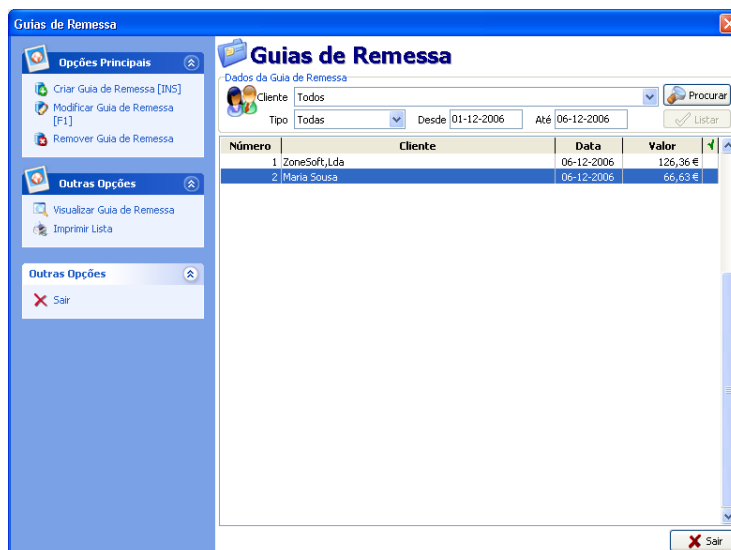 Guias de Remessa
Opções Principais
Criar Guia de Remessa [INS]
Modificar Guia de Remessa
[F1]
Remover Guia de Remessa
Outras Opções
Visualizar Guia de Remessa
Imprimir Lista
Outras Opções
Sair
Guias de Remessa
Dados da Guia de Remessa
Cliente Todos Procurar
Tipo Todas Desde 01-12-2006 Até 06-12-2006 Listar
Número Cliente Data Valor
1 ZoneSoft,Lda 06-12-2006 126,36 €
2 Maria Sousa 06-12-2006 66,63 €
Sair